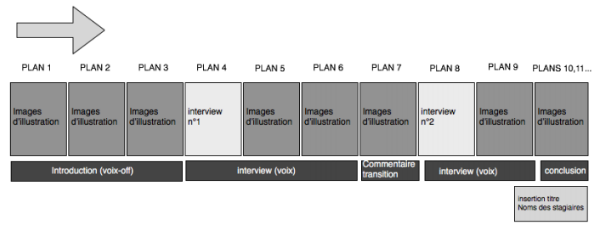 PLAN 1 PLAN 2 PLAN 3 PLAN 4 PLAN 5 PLAN 6 PLAN 7 PLAN 8 PLAN 9 PLANS 10,11...
Images
d'illustration
Images
d'illustration
Images
d'illustration
interview
n°1
Images
d'illustration
Images
d'illustration
Images
d'illustration
interview
n°2
Images
d'illustration
Images
d'illustration
Introduction (voix-off)
interview (voix)
Commentaire
transition
interview (voix)
conclusion
insertion titre
Noms des stagiaires